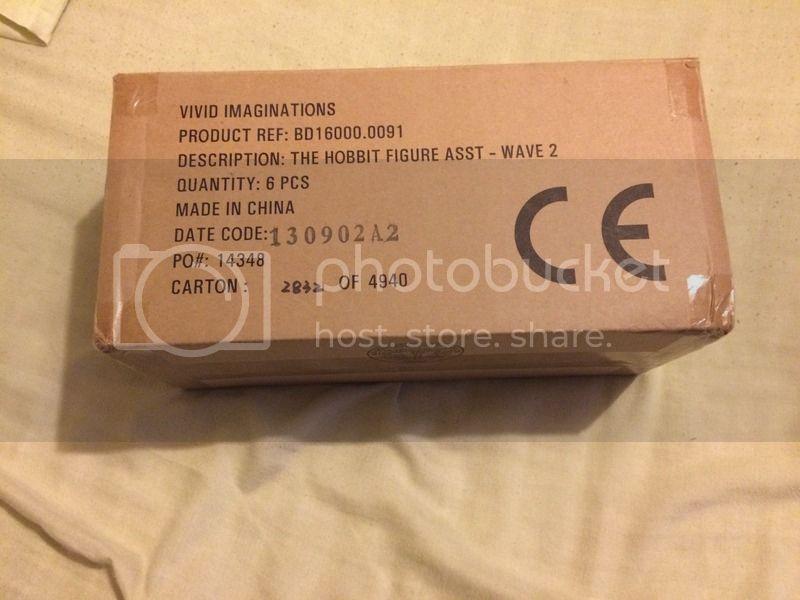 VIVID IMAGINATIONS
PRODUCT REF: BD16000.0091
DESCRIPTION: THE HOBBIT FIGURE ASST - WAVE 2
QUANTITY: 6 PCS
MADE IN CHINA
DATE CODE: 130902A2
PO#: 14348
CARTON : OF 4940
CE
photobucket
host. store. share.